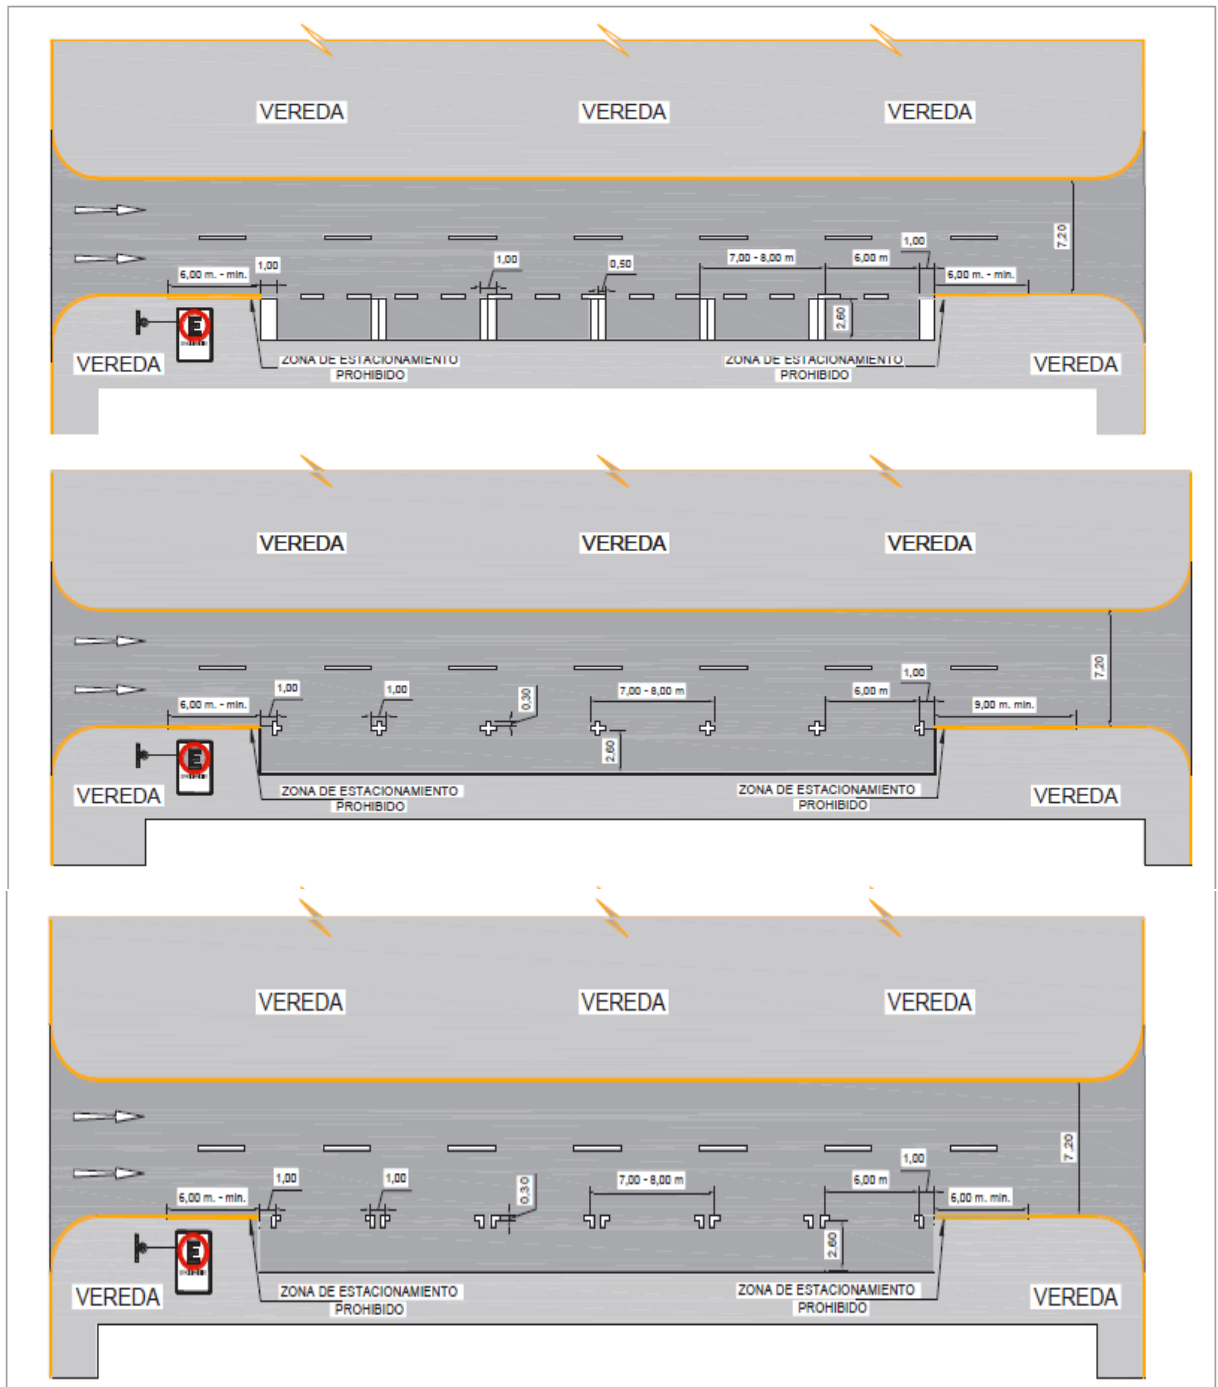 VEREDA VEREDA VEREDA
7,20
1,00
7,00 - 8,00 m 6,00 m
1,00 0,50
6,00 m. - min. 1,00 6,00 m. - min.
2.60
E
VEREDA ZONA DE ESTACIONAMIENTO PROHIBIDO
ZONA DE ESTACIONAMIENTO PROHIBIDO VEREDA
VEREDA VEREDA VEREDA
7,20
1,00 1,00 0,30 7,00 - 8,00 m 6,00 m 1,00
6,00 m. - min. 9,00 m. min.
2.60
E
VEREDA ZONA DE ESTACIONAMIENTO PROHIBIDO
ZONA DE ESTACIONAMIENTO PROHIBIDO VEREDA
VEREDA VEREDA VEREDA
7,20
1,00 1,00 0,30 7,00 - 8,00 m 6,00 m 1,00
6,00 m. - min. 6,00 m. min.
2.60
E
VEREDA ZONA DE ESTACIONAMIENTO PROHIBIDO
ZONA DE ESTACIONAMIENTO PROHIBIDO VEREDA